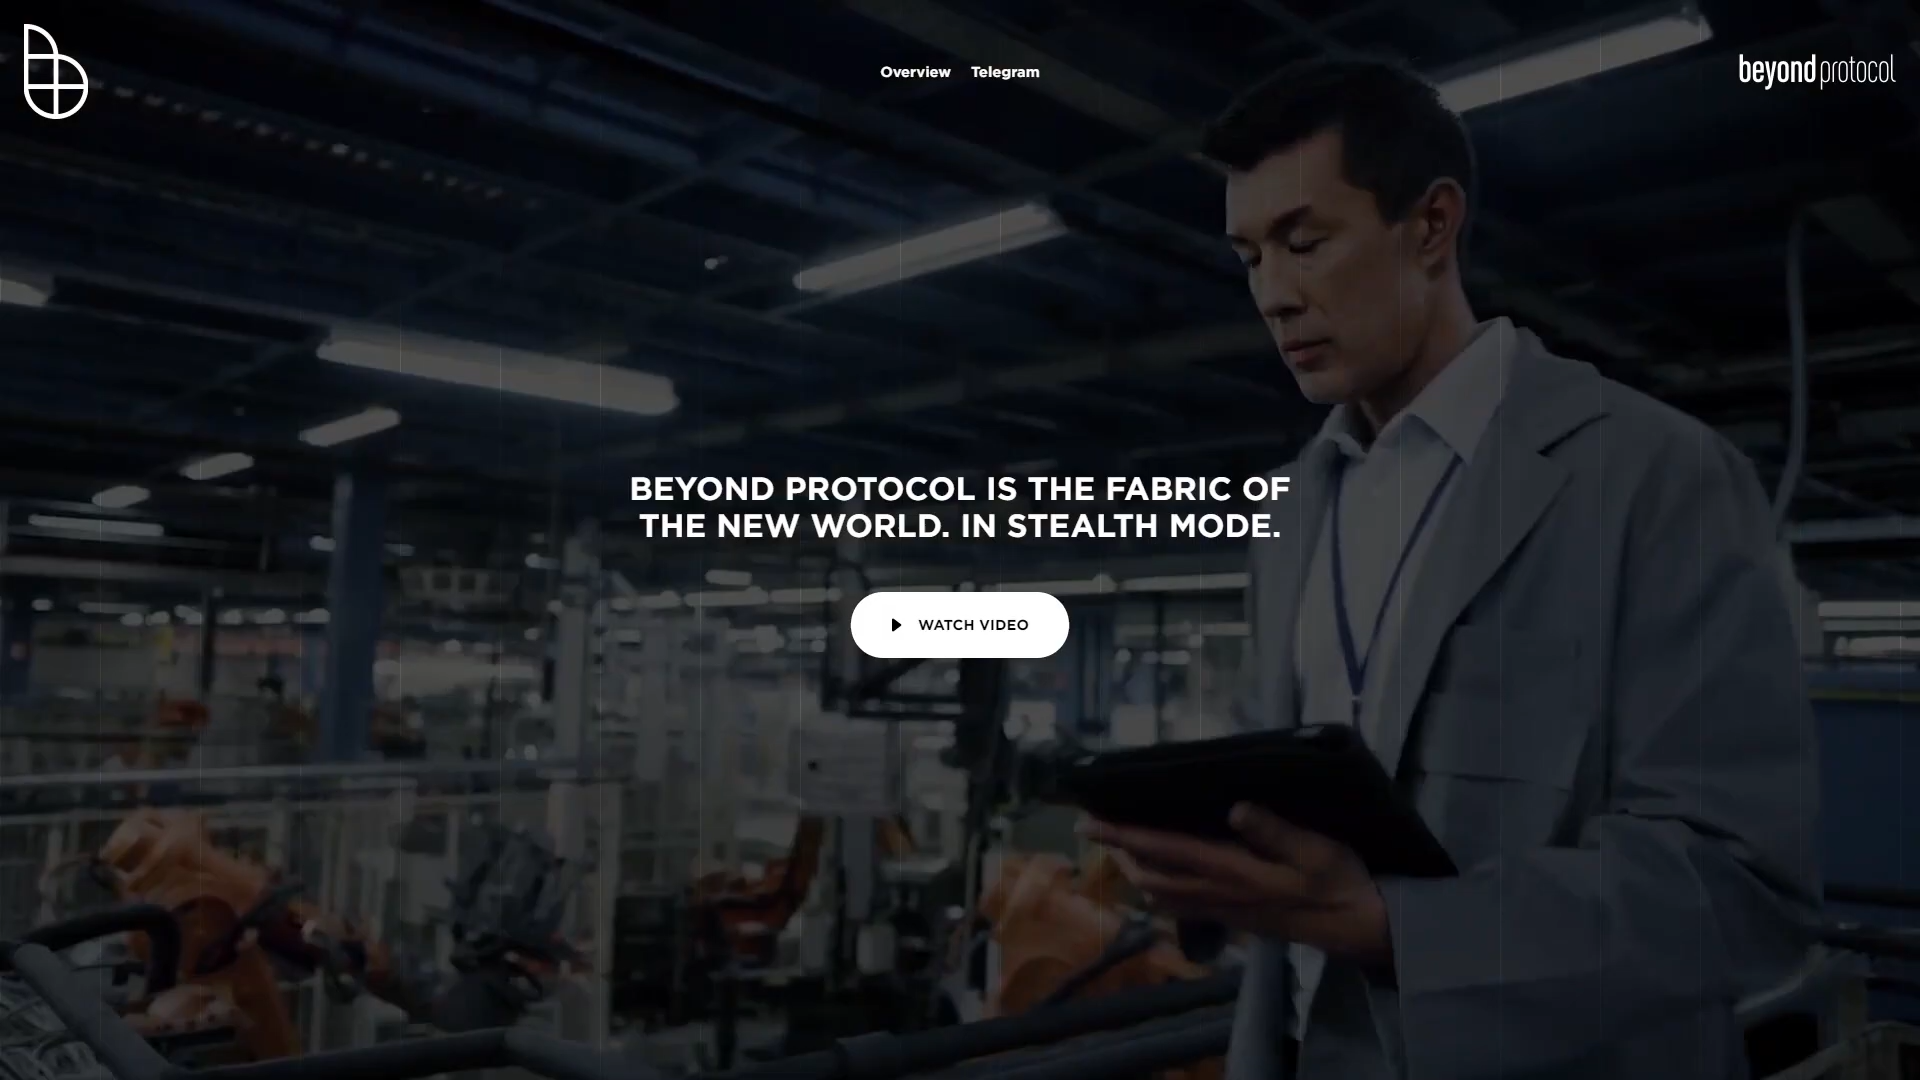 Overview Telegram
beyond protocol
BEYOND PROTOCOL IS THE FABRIC OF
THE NEW WORLD. IN STEALTH MODE.
WATCH VIDEO